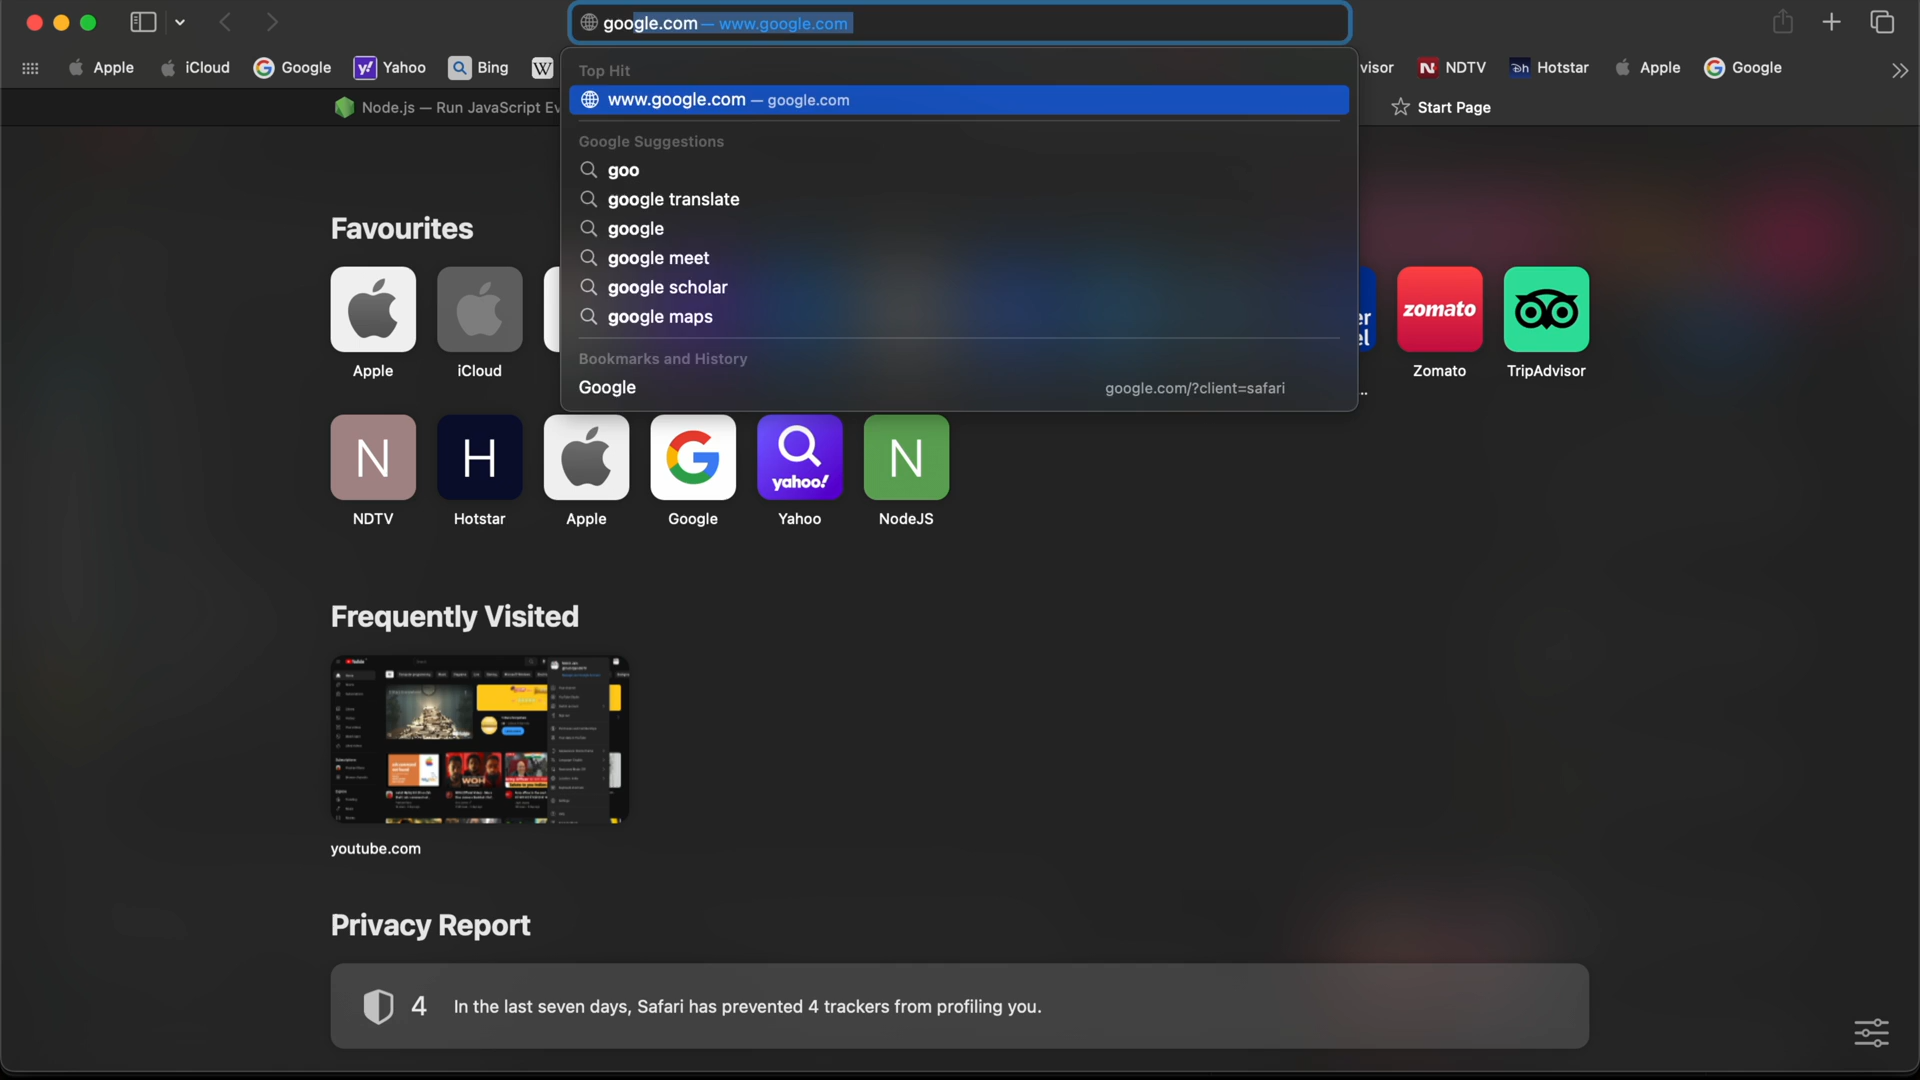 google.com — www.google.com
Apple
iCloud
Google
Yahoo
Bing
W
visor
NDTV
Hotstar
Apple
Google
Node.js — Run JavaScript Ev
Start Page
Top Hit
www.google.com — google.com
Google Suggestions
goo
google translate
google
google meet
google scholar
google maps
Bookmarks and History
Google
google.com/?client=safari
Favourites
zomato
Apple
iCloud
Zomato
TripAdvisor
N
H
N
yahoo!
NDTV
Hotstar
Apple
Google
Yahoo
NodeJS
Frequently Visited
youtube.com
Privacy Report
4
In the last seven days, Safari has prevented 4 trackers from profiling you.